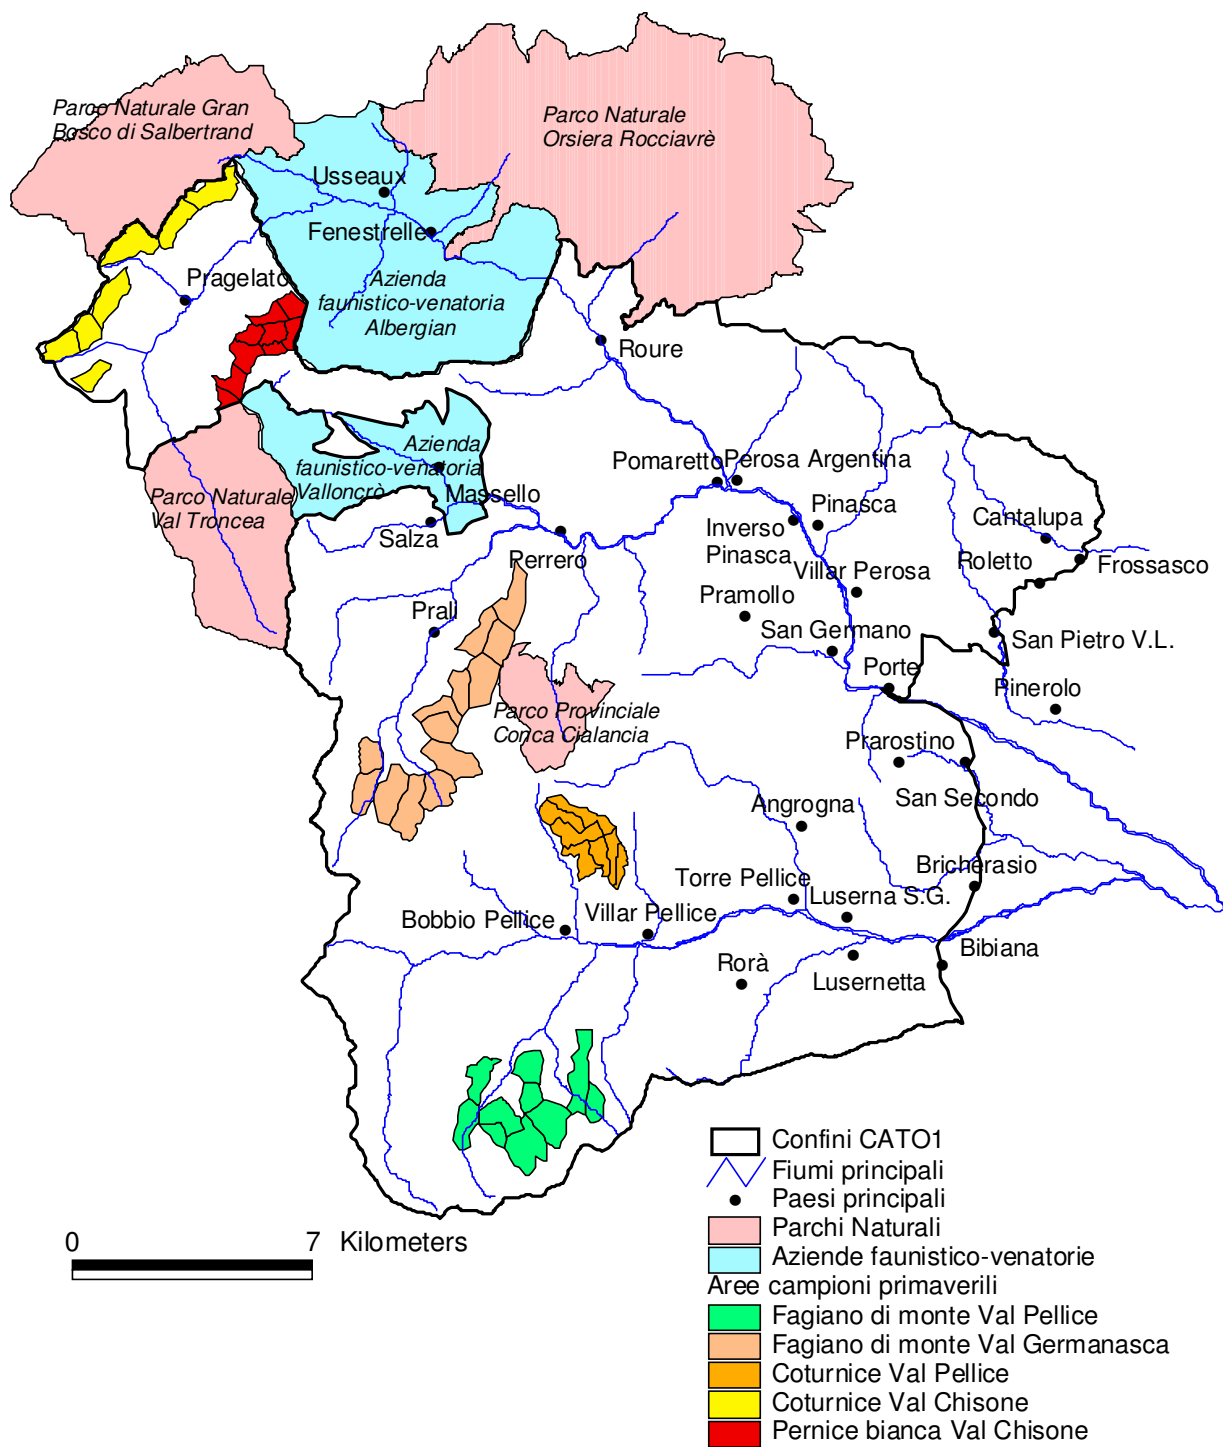 Parco Naturale Gran
Bosco di Salbertrand
Parco Naturale
Orsiera Rocciavrè
Usseaux
Fenestrelle
Pragelato
Azienda
faunistico-venatoria
Albergian
Roure
Azienda
faunistico-venatoria
Valloncrò
Massello
Parco Naturale
Val Troncea
Salza
Perrero
Pomaretto
Perosa Argentina
Pinasca
Inverso
Pinasca
Cantalupa
Frossasco
Roletto
Villar Perosa
Pramollo
San Germano
San Pietro V.L.
Prali
Porte
Pinerolo
Parco Provinciale
Conca Cialancia
Prarostino
San Secondo
Angrogna
Bricherasio
Torre Pellice
Luserna S.G.
Bobbio Pellice
Villar Pellice
Bibiana
Rorà
Lusernetta
0 7 Kilometers
Confini CATO1
Fiumi principali
Paesi principali
Parchi Naturali
Aziende faunistico-venatorie
Aree campioni primaverili
Fagiano di monte Val Pellice
Fagiano di monte Val Germanasca
Coturnice Val Pellice
Coturnice Val Chisone
Pernice bianca Val Chisone